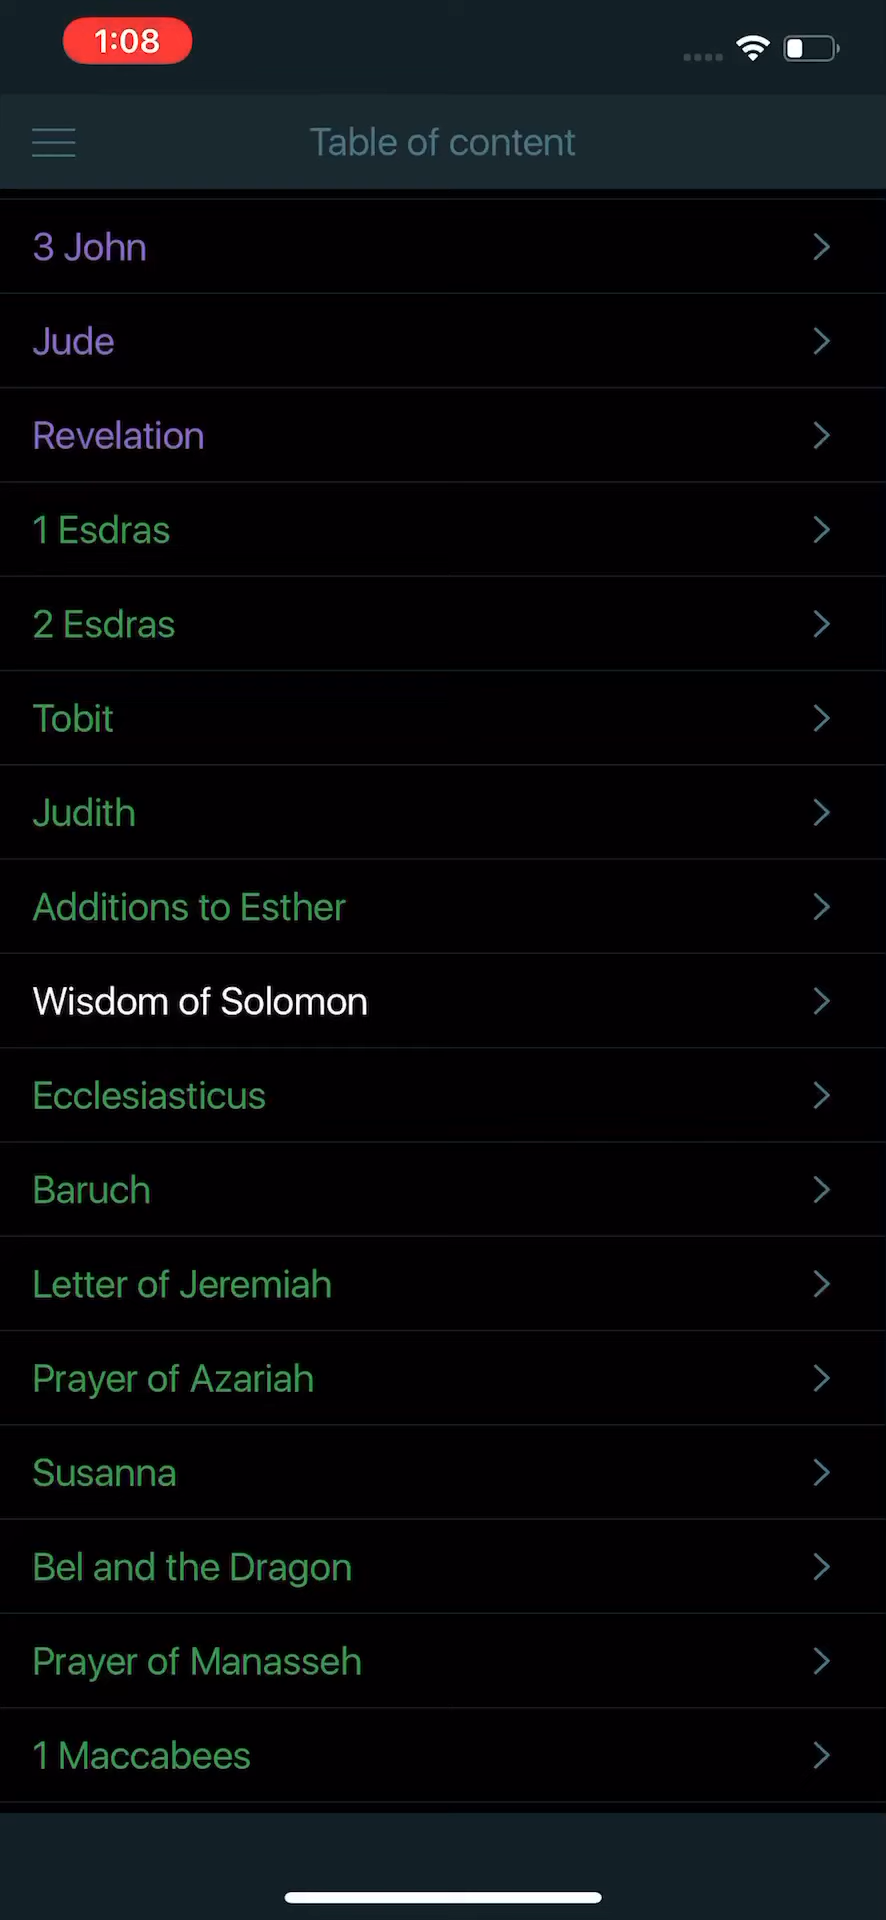 1:08
Table of content
3 John
Jude
Revelation
1 Esdras
2 Esdras
Tobit
Judith
Additions to Esther
Wisdom of Solomon
Ecclesiasticus
Baruch
Letter of Jeremiah
Prayer of Azariah
Susanna
Bel and the Dragon
Prayer of Manasseh
1 Maccabees